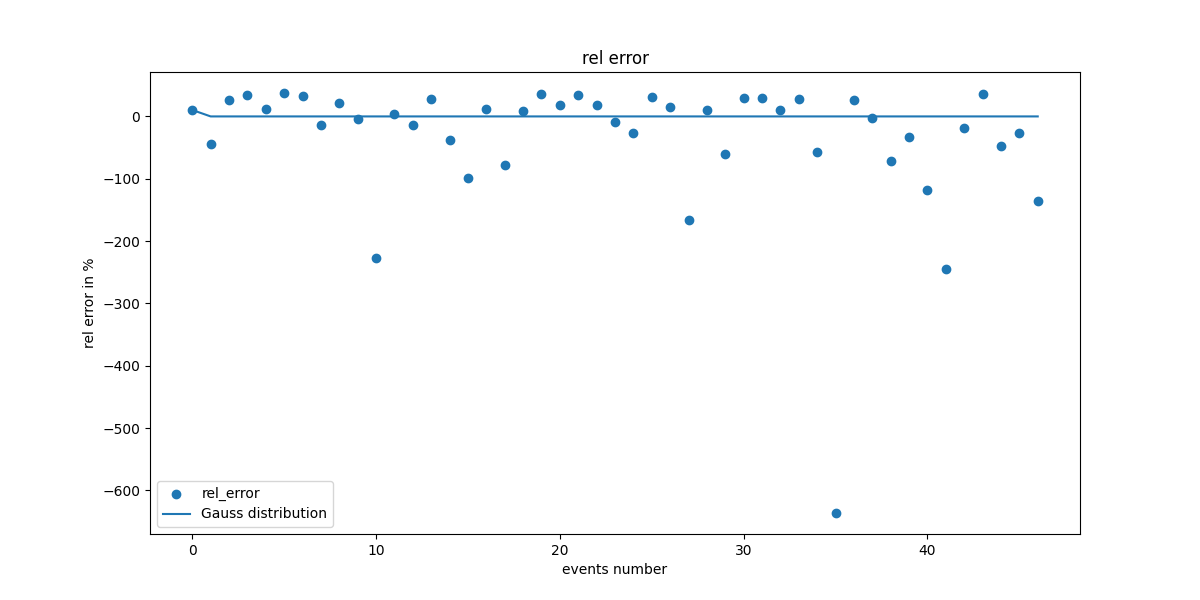 rel error
0
−100
−200
−300
−400
−500
−600
rel error in %
rel_error
Gauss distribution
0 10 20 30 40
events number